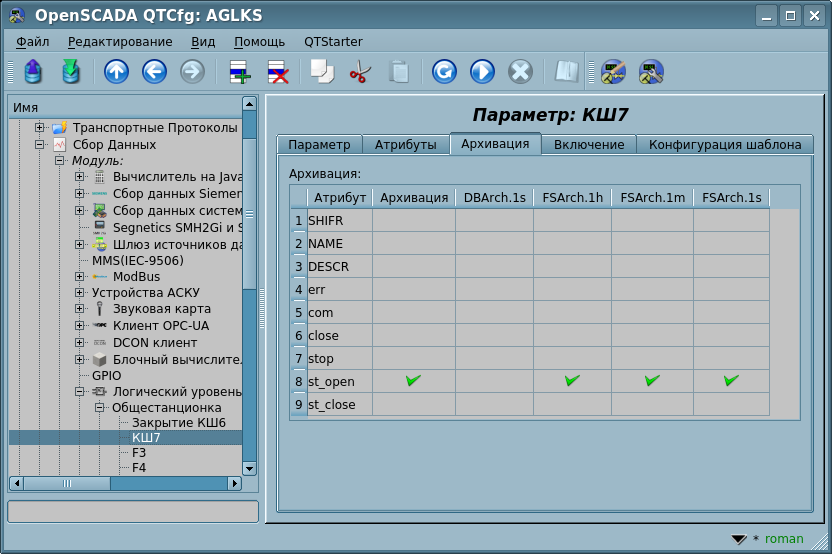 OpenSCADA QTCfg: AGLKS
Файл Редактирование Вид Помощь QTStarter
Имя
Транспортные Протоколы
Сбор Данных
Модуль:
Вычислитель на Java
Сбор данных Siemen
Сбор данных систем
Segnetics SMH2Gi и S
Шлюз источников да
MMS(IEC-9506)
ModBus
Устройства АСКУ
Звуковая карта
Клиент OPC-UA
DCON клиент
Блочный вычислите
GPIO
Логический уровень
Общестанционка
Закрытие КШ6
КШ7
F3
F4
Параметр: КШ7
Параметр Атрибуты Архивация Включение Конфигурация шаблона
Архивация:
Атрибут Архивация DBArch.1s FSArch.1h FSArch.1m FSArch.1s
1 SHIFR
2 NAME
3 DESCR
4 err
5 com
6 close
7 stop
8 st_open
9 st_close
* roman